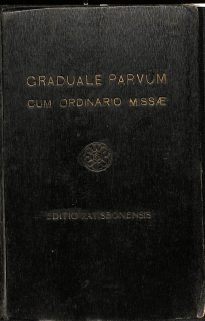 GRADUALE PARVUM
CUM ORDINARIO MISSÆ
EDITIO RATISBONENSIS